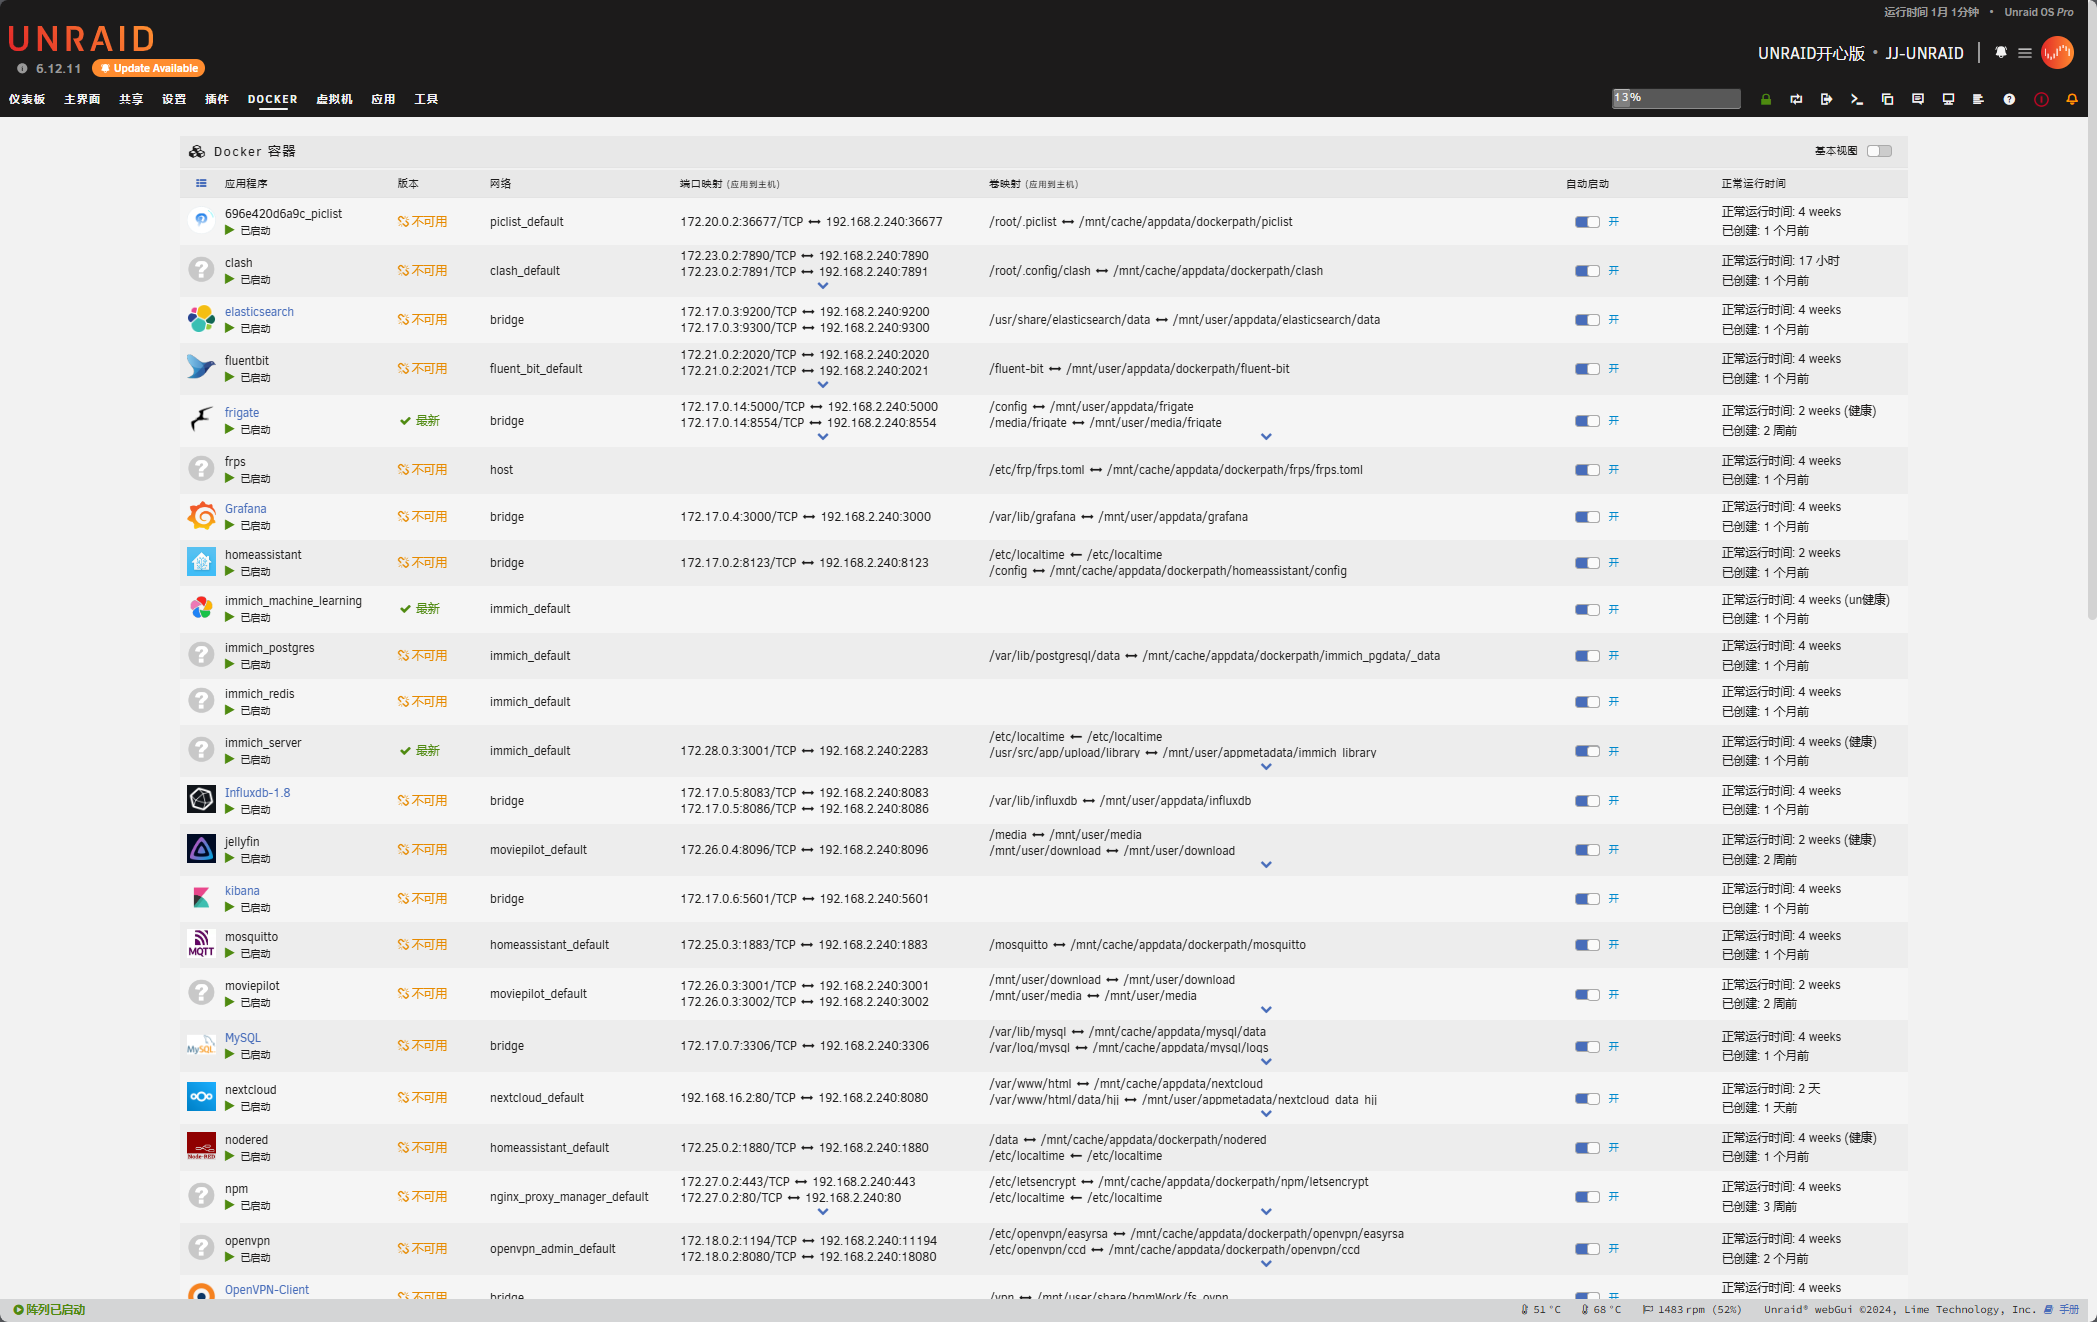 运行时间 1月 1分钟 • Unraid OS Pro
UNRAID
6.12.11 Update Available
UNRAID开心版 • JJ-UNRAID
仪表板 主界面 共享 设置 插件 DOCKER 虚拟机 应用 工具
13%
Docker 容器
基本视图
应用程序 版本 网络 端口映射 (应用到主机) 卷映射 (应用到主机) 自动启动 正常运行时间
696e420d6a9c_piclist
已启动
不可用
piclist_default
172.20.0.2:36677/TCP ↔ 192.168.2.240:36677
/root/.piclist ↔ /mnt/cache/appdata/dockerpath/piclist
开
正常运行时间: 4 weeks
已创建: 1 个月前
clash
已启动
不可用
clash_default
172.23.0.2:7890/TCP ↔ 192.168.2.240:7890
172.23.0.2:7891/TCP ↔ 192.168.2.240:7891
/root/.config/clash ↔ /mnt/cache/appdata/dockerpath/clash
开
正常运行时间: 17 小时
已创建: 1 个月前
elasticsearch
已启动
不可用
bridge
172.17.0.3:9200/TCP ↔ 192.168.2.240:9200
172.17.0.3:9300/TCP ↔ 192.168.2.240:9300
/usr/share/elasticsearch/data ↔ /mnt/user/appdata/elasticsearch/data
开
正常运行时间: 4 weeks
已创建: 1 个月前
fluentbit
已启动
不可用
fluent_bit_default
172.21.0.2:2020/TCP ↔ 192.168.2.240:2020
172.21.0.2:2021/TCP ↔ 192.168.2.240:2021
/fluent-bit ↔ /mnt/user/appdata/dockerpath/fluent-bit
开
正常运行时间: 4 weeks
已创建: 1 个月前
frigate
已启动
最新
bridge
172.17.0.14:5000/TCP ↔ 192.168.2.240:5000
172.17.0.14:8554/TCP ↔ 192.168.2.240:8554
/config ↔ /mnt/user/appdata/frigate
/media/frigate ↔ /mnt/user/media/frigate
开
正常运行时间: 2 weeks (健康)
已创建: 2 周前
frps
已启动
不可用
host
/etc/frp/frps.toml ↔ /mnt/cache/appdata/dockerpath/frps/frps.toml
开
正常运行时间: 4 weeks
已创建: 1 个月前
Grafana
已启动
不可用
bridge
172.17.0.4:3000/TCP ↔ 192.168.2.240:3000
/var/lib/grafana ↔ /mnt/user/appdata/grafana
开
正常运行时间: 4 weeks
已创建: 1 个月前
homeassistant
已启动
不可用
bridge
172.17.0.2:8123/TCP ↔ 192.168.2.240:8123
/etc/localtime ← /etc/localtime
/config ↔ /mnt/cache/appdata/dockerpath/homeassistant/config
开
正常运行时间: 2 weeks
已创建: 1 个月前
immich_machine_learning
已启动
最新
immich_default
开
正常运行时间: 4 weeks (un健康)
已创建: 1 个月前
immich_postgres
已启动
不可用
immich_default
/var/lib/postgresql/data ↔ /mnt/cache/appdata/dockerpath/immich_pgdata/_data
开
正常运行时间: 4 weeks
已创建: 1 个月前
immich_redis
已启动
不可用
immich_default
开
正常运行时间: 4 weeks
已创建: 1 个月前
immich_server
已启动
最新
immich_default
172.28.0.3:3001/TCP ↔ 192.168.2.240:2283
/etc/localtime ← /etc/localtime
/usr/src/app/upload/library ↔ /mnt/user/appmetadata/immich_library
开
正常运行时间: 4 weeks (健康)
已创建: 1 个月前
Influxdb-1.8
已启动
不可用
bridge
172.17.0.5:8083/TCP ↔ 192.168.2.240:8083
172.17.0.5:8086/TCP ↔ 192.168.2.240:8086
/var/lib/influxdb ↔ /mnt/user/appdata/influxdb
开
正常运行时间: 4 weeks
已创建: 1 个月前
jellyfin
已启动
不可用
moviepilot_default
172.26.0.4:8096/TCP ↔ 192.168.2.240:8096
/media ↔ /mnt/user/media
/mnt/user/download ↔ /mnt/user/download
开
正常运行时间: 2 weeks (健康)
已创建: 2 周前
kibana
已启动
不可用
bridge
172.17.0.6:5601/TCP ↔ 192.168.2.240:5601
开
正常运行时间: 4 weeks
已创建: 1 个月前
MQTT
mosquitto
已启动
不可用
homeassistant_default
172.25.0.3:1883/TCP ↔ 192.168.2.240:1883
/mosquitto ↔ /mnt/cache/appdata/dockerpath/mosquitto
开
正常运行时间: 4 weeks
已创建: 1 个月前
moviepilot
已启动
不可用
moviepilot_default
172.26.0.3:3001/TCP ↔ 192.168.2.240:3001
172.26.0.3:3002/TCP ↔ 192.168.2.240:3002
/mnt/user/download ↔ /mnt/user/download
/mnt/user/media ↔ /mnt/user/media
开
正常运行时间: 2 weeks
已创建: 2 周前
MySQL
MySQL
已启动
不可用
bridge
172.17.0.7:3306/TCP ↔ 192.168.2.240:3306
/var/lib/mysql ↔ /mnt/cache/appdata/mysql/data
/var/log/mysql ↔ /mnt/cache/appdata/mysql/logs
开
正常运行时间: 4 weeks
已创建: 1 个月前
nextcloud
已启动
不可用
nextcloud_default
192.168.16.2:80/TCP ↔ 192.168.2.240:8080
/var/www/html ↔ /mnt/cache/appdata/nextcloud
/var/www/html/data/hjj ↔ /mnt/user/appmetadata/nextcloud_data_hjj
开
正常运行时间: 2 天
已创建: 1 天前
Node-RED
nodered
已启动
不可用
homeassistant_default
172.25.0.2:1880/TCP ↔ 192.168.2.240:1880
/data ↔ /mnt/cache/appdata/dockerpath/nodered
/etc/localtime ← /etc/localtime
开
正常运行时间: 4 weeks (健康)
已创建: 1 个月前
npm
已启动
不可用
nginx_proxy_manager_default
172.27.0.2:443/TCP ↔ 192.168.2.240:443
172.27.0.2:80/TCP ↔ 192.168.2.240:80
/etc/letsencrypt ↔ /mnt/cache/appdata/dockerpath/npm/letsencrypt
/etc/localtime ← /etc/localtime
开
正常运行时间: 4 weeks
已创建: 3 周前
openvpn
已启动
不可用
openvpn_admin_default
172.18.0.2:1194/TCP ↔ 192.168.2.240:11194
172.18.0.2:8080/TCP ↔ 192.168.2.240:18080
/etc/openvpn/easyrsa ↔ /mnt/cache/appdata/dockerpath/openvpn/easyrsa
/etc/openvpn/ccd ↔ /mnt/cache/appdata/dockerpath/openvpn/ccd
开
正常运行时间: 4 weeks
已创建: 2 个月前
OpenVPN-Client
不可用
bridge
/vpn ↔ /mnt/user/share/bgmWork/fs_ovpn
开
正常运行时间: 4 weeks
阵列已启动
51 °C 68 °C 1483 rpm (52%) Unraid® webGui ©2024, Lime Technology, Inc. 手册